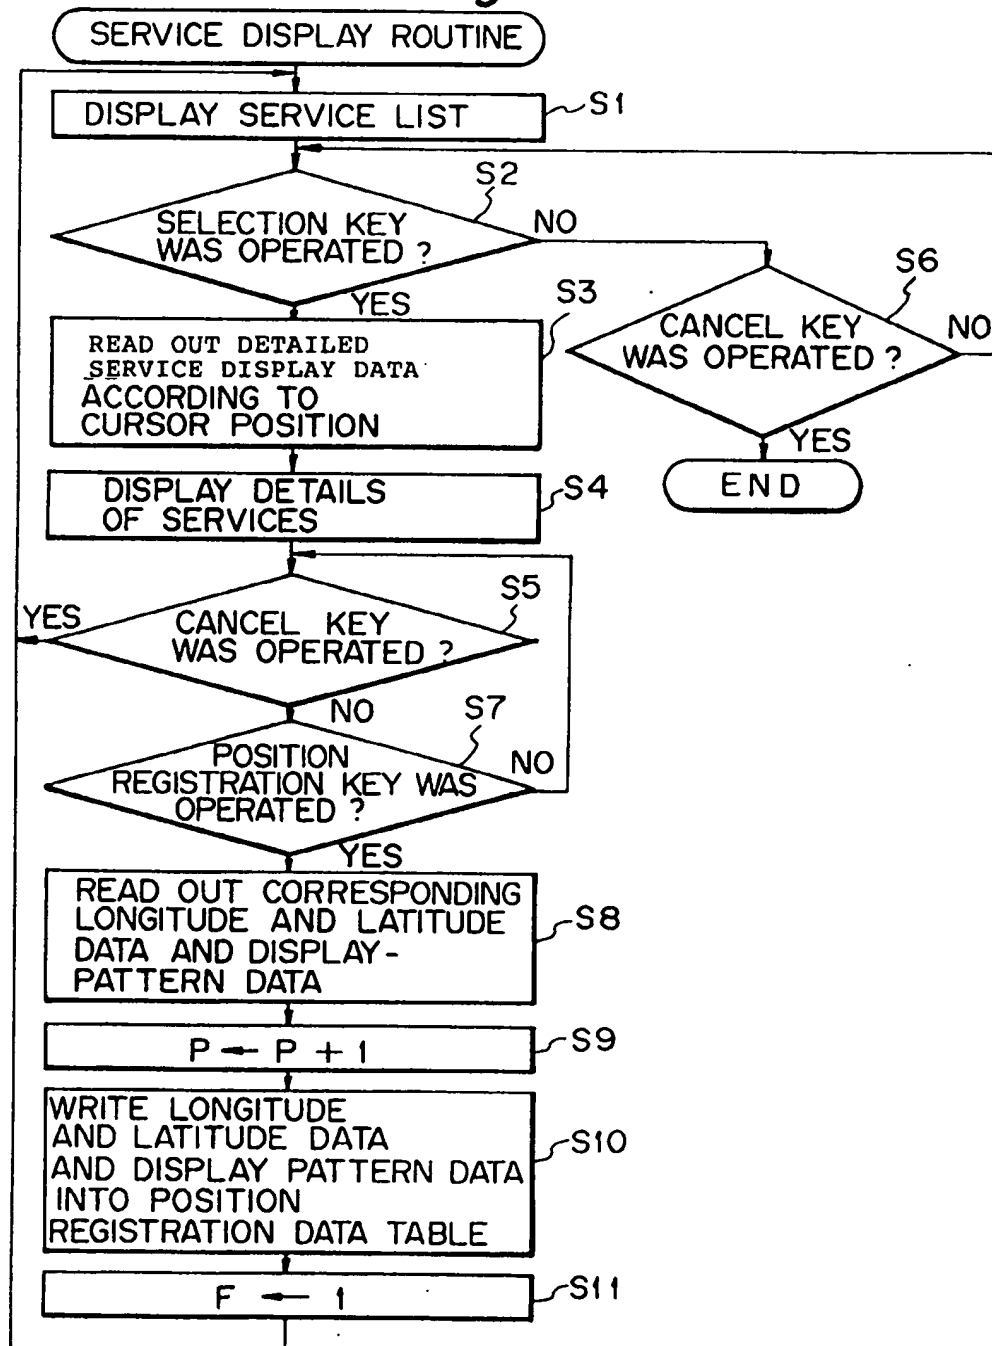 SERVICE DISPLAY ROUTINE
DISPLAY SERVICE LIST
S1
S2
SELECTION KEY
WAS OPERATED ?
NO
YES
S3
READ OUT DETAILED
SERVICE DISPLAY DATA
ACCORDING TO
CURSOR POSITION
S6
CANCEL KEY
WAS OPERATED ?
NO
YES
END
DISPLAY DETAILS
OF SERVICES
S4
S5
YES
CANCEL KEY
WAS OPERATED ?
NO
S7
POSITION
REGISTRATION KEY WAS
OPERATED ?
NO
YES
READ OUT CORRESPONDING
LONGITUDE AND LATITUDE
DATA AND DISPLAY-
PATTERN DATA
S8
P ← P + 1
S9
WRITE LONGITUDE
AND LATITUDE DATA
AND DISPLAY PATTERN DATA
INTO POSITION
REGISTRATION DATA TABLE
S10
F ← 1
S11